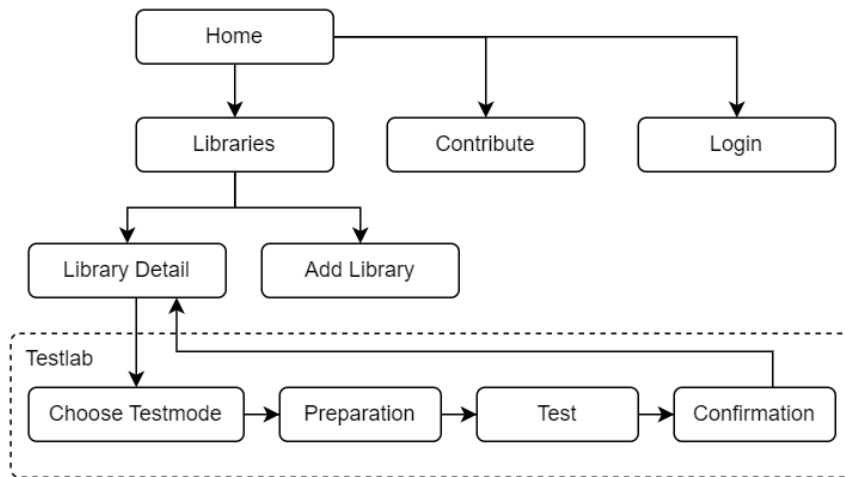 Home
Libraries
Contribute
Login
Library Detail
Add Library
Testlab
Choose Testmode
Preparation
Test
Confirmation